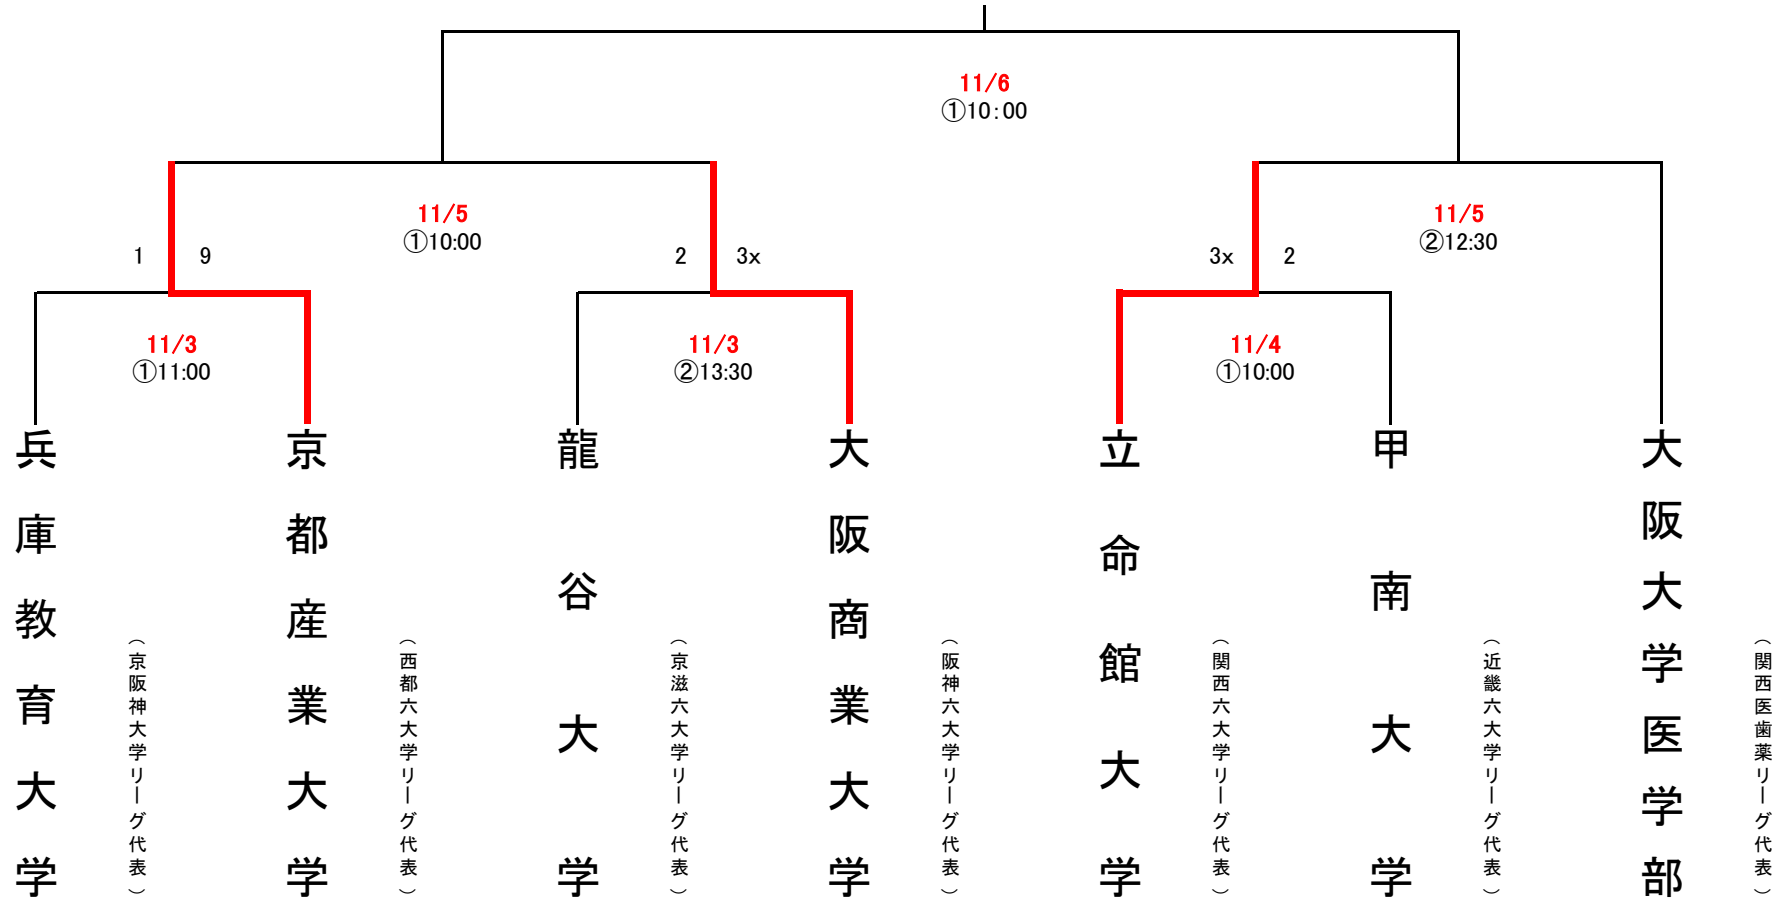 11/6
①10:00
11/5
①10:00
11/5
②12:30
1 9
2 3x
3x 2
11/3
①11:00
11/3
②13:30
11/4
①10:00
兵庫教育大学
(京阪神大学リーグ代表)
京都産業大学
(西都六大学リーグ代表)
龍谷大学
(京滋六大学リーグ代表)
大阪商業大学
(阪神六大学リーグ代表)
立命館大学
(関西六大学リーグ代表)
甲南大学
(近畿六大学リーグ代表)
大阪大学医学部
(関西医歯薬リーグ代表)